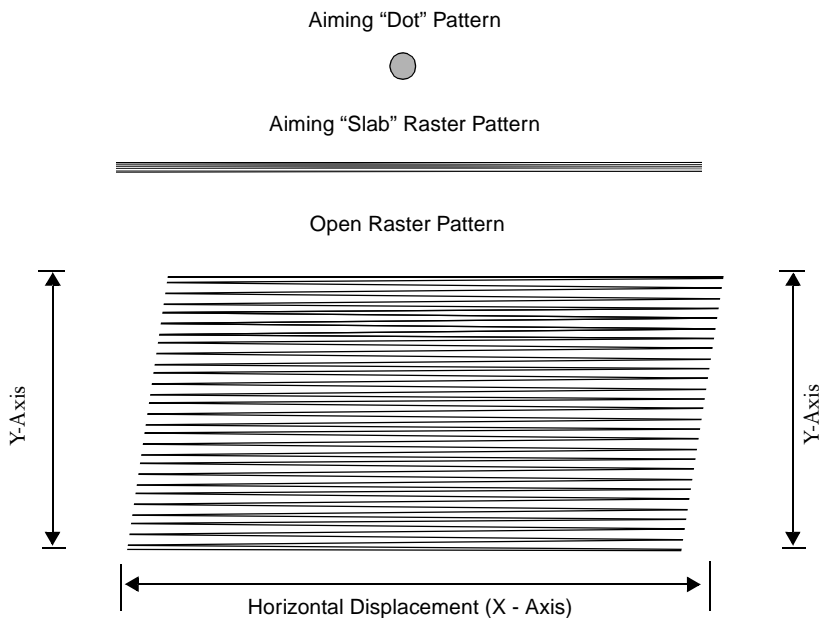 Aiming “Dot” Pattern
Aiming “Slab” Raster Pattern
Open Raster Pattern
Y-Axis
Y-Axis
Horizontal Displacement (X - Axis)